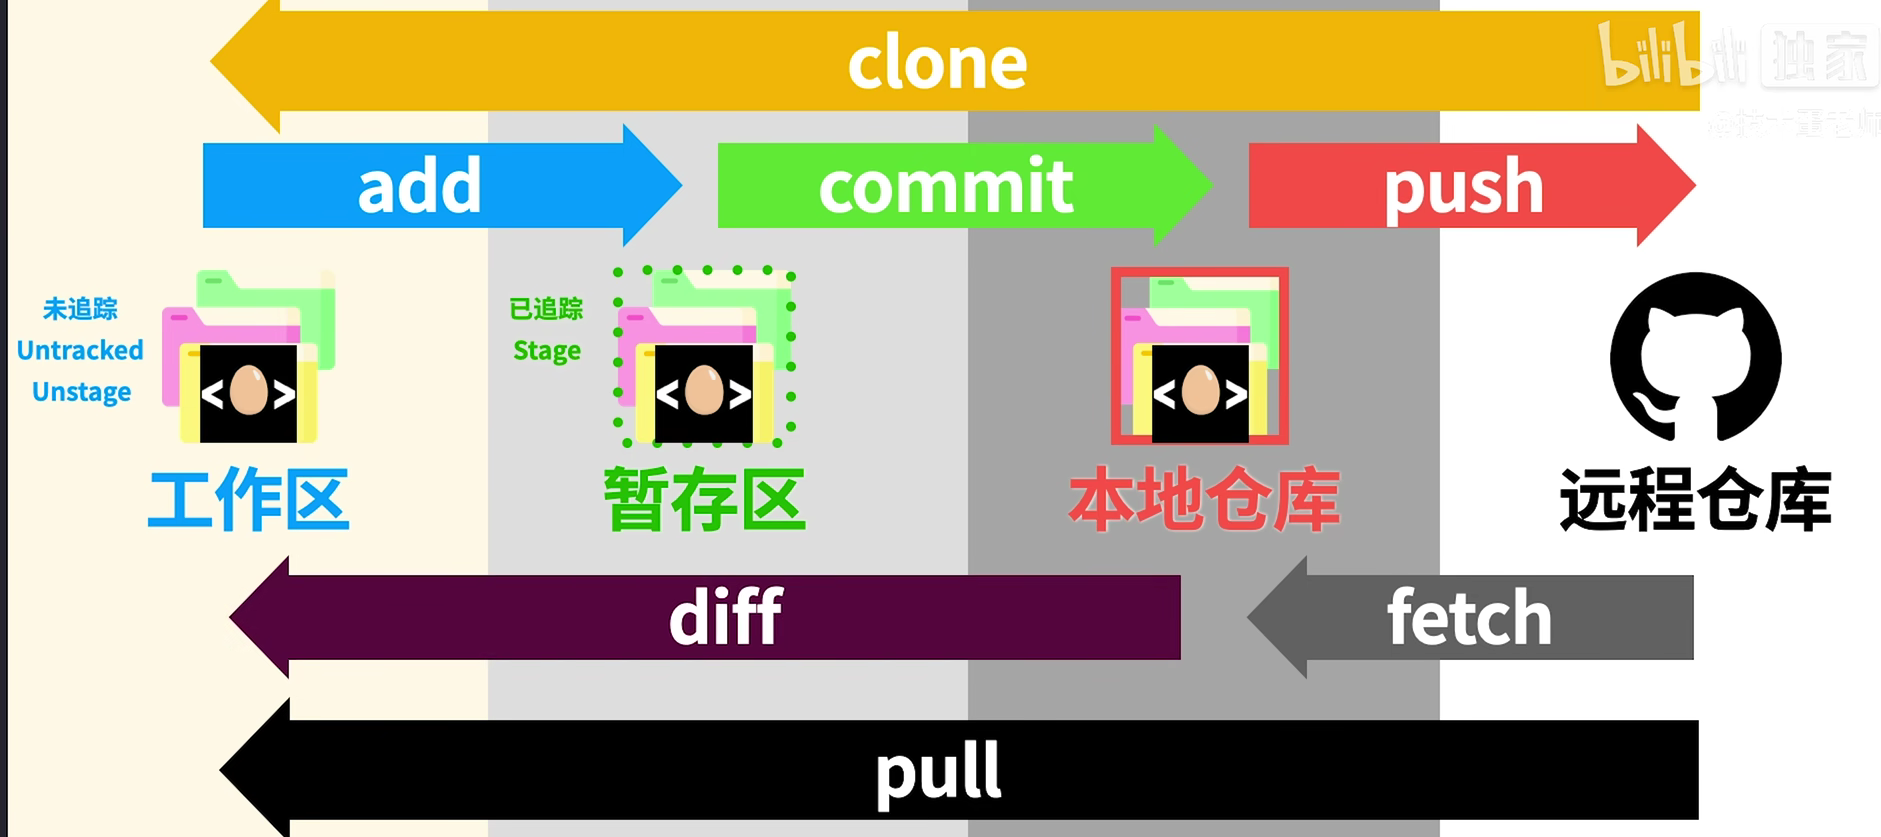 clone
bilibili 独家
add
commit
push
未追踪
Untracked
Unstage
已追踪
Stage
< >
< >
< >
工作区
暂存区
本地仓库
远程仓库
diff
fetch
pull